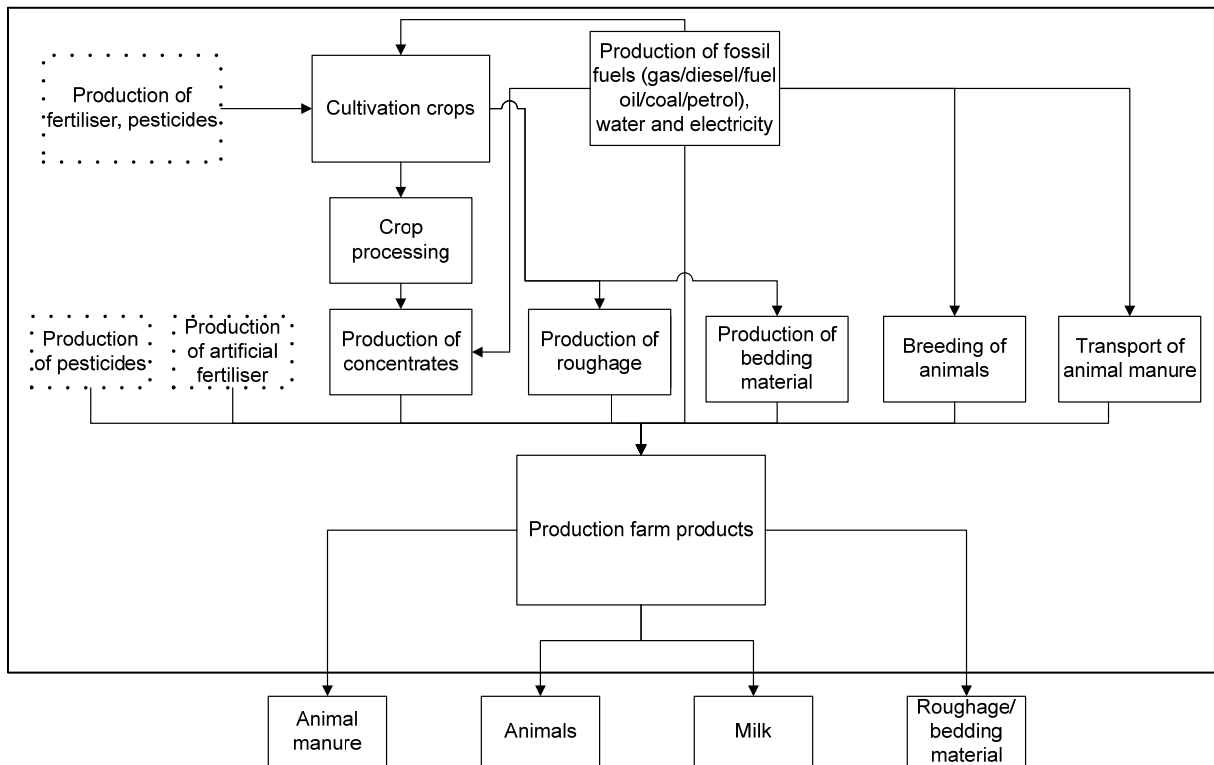 Production of fossil
fuels (gas/diesel/fuel
oil/coal/petrol),
water and electricity
Production of
fertiliser, pesticides
Cultivation crops
Crop
processing
Production
of pesticides
Production
of artificial
fertiliser
Production of
concentrates
Production of
roughage
Production of
bedding
material
Breeding of
animals
Transport of
animal manure
Production farm products
Animal
manure
Animals
Milk
Roughage/
bedding
material